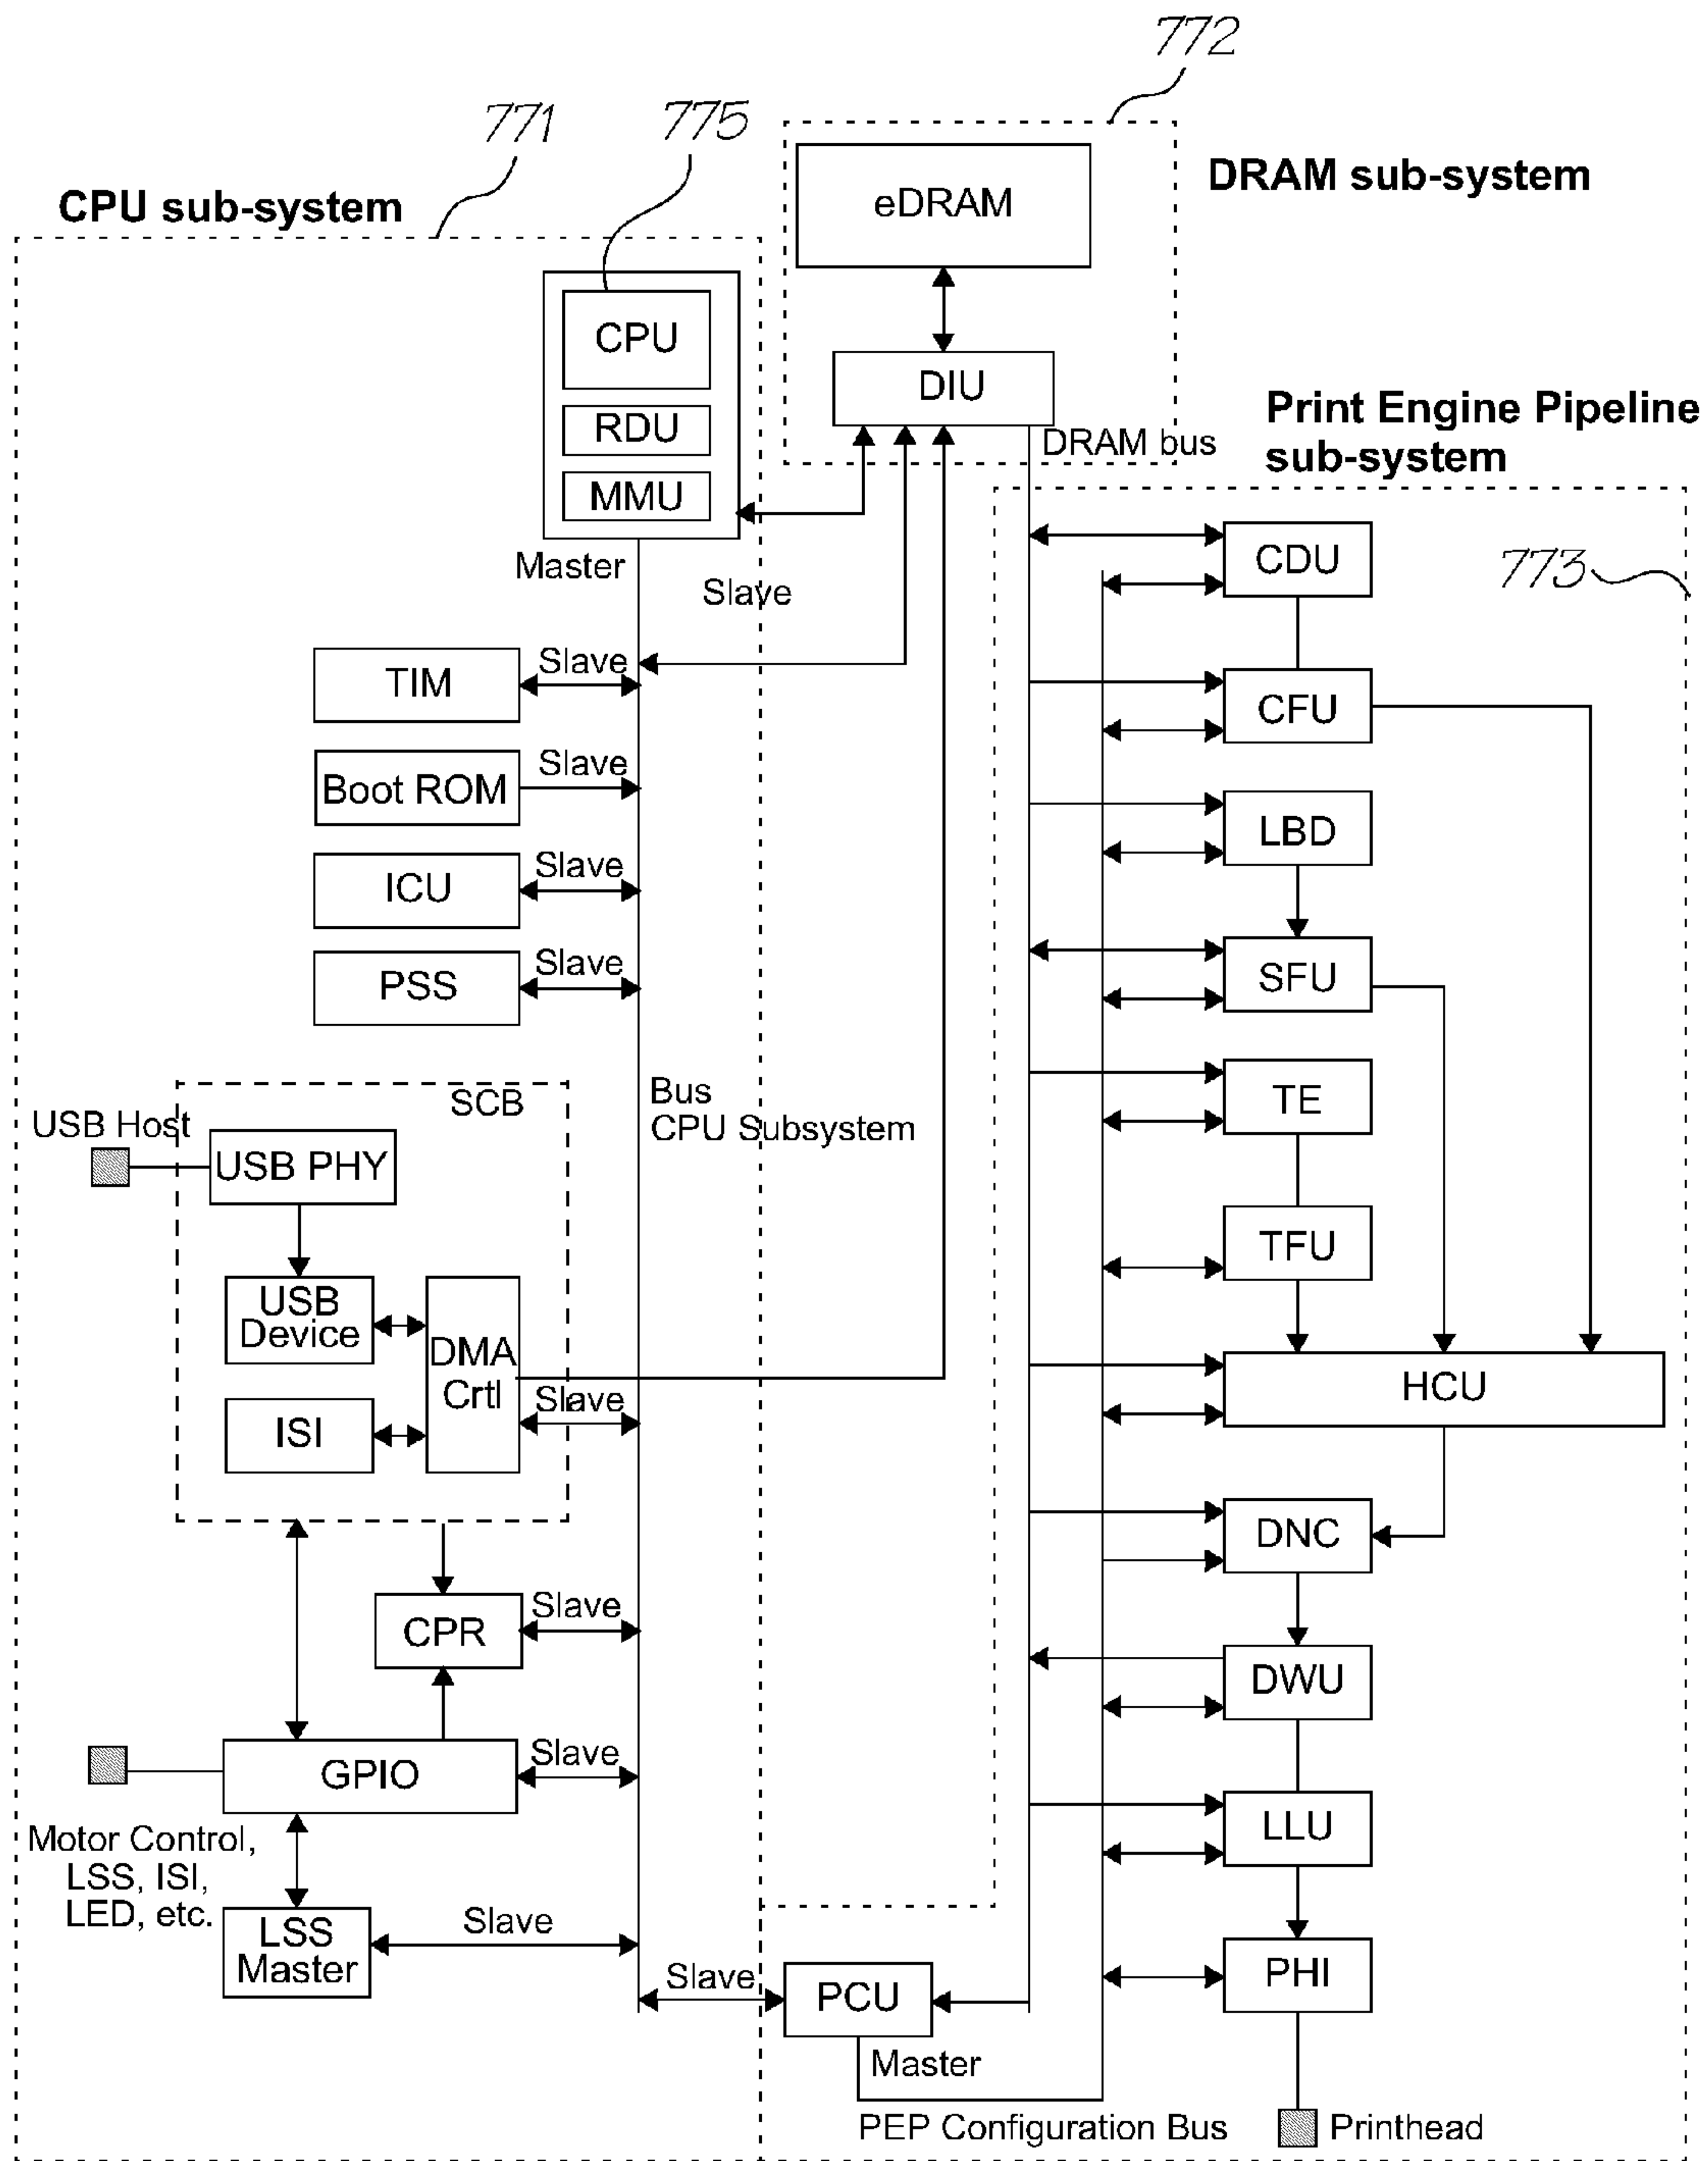 772
771
775
CPU sub-system
DRAM sub-system
eDRAM
CPU
RDU
MMU
DIU
DRAM bus
Print Engine Pipeline
sub-system
773
Master
Slave
TIM
Slave
Boot ROM
Slave
ICU
Slave
PSS
Slave
Bus
CPU Subsystem
SCB
USB Host
USB PHY
USB
Device
DMA
Crtl
Slave
ISI
CPR
Slave
GPIO
Slave
Motor Control,
LSS, ISI,
LED, etc.
LSS
Master
Slave
Slave
PCU
Master
PEP Configuration Bus
CDU
CFU
LBD
SFU
TE
TFU
HCU
DNC
DWU
LLU
PHI
Printhead